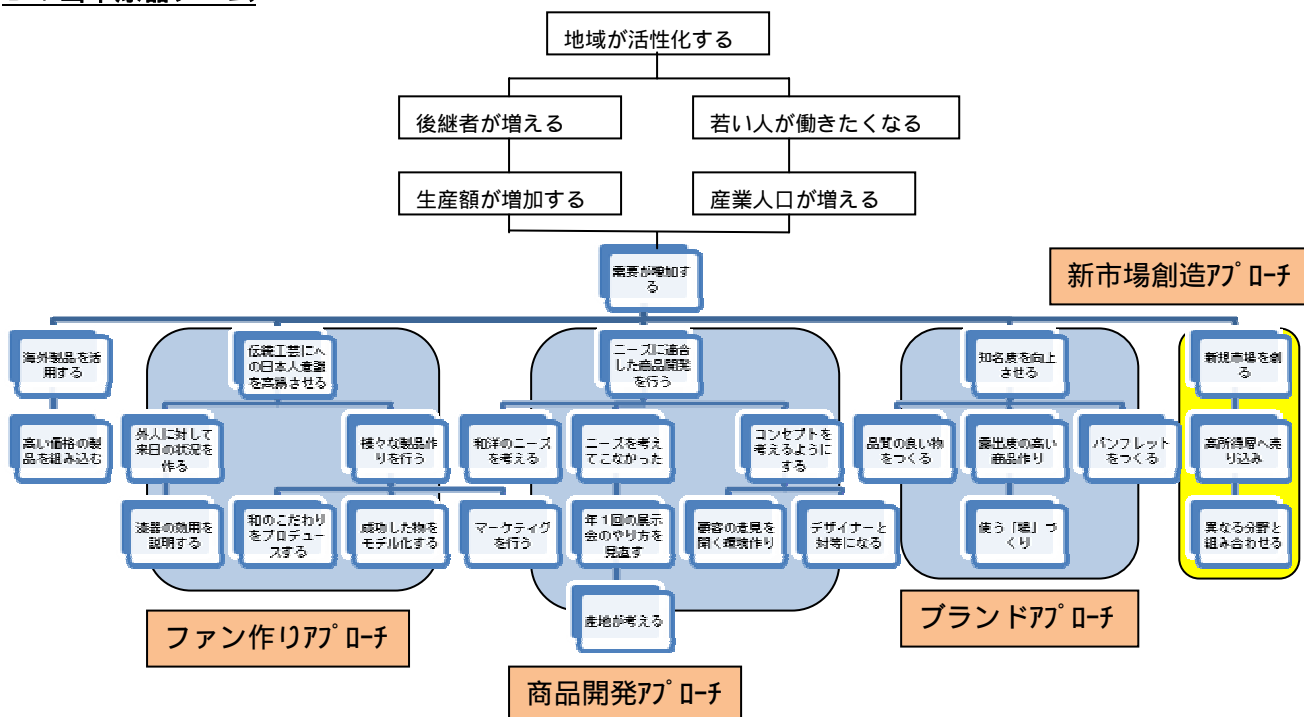 地域が活性化する
後継者が増える
若い人が働きたくなる
生産額が増加する
産業人口が増える
需要が増加す
る
新市場創造ｱﾌﾟﾛｰﾁ
海外製品を活
用する
伝統工芸にへ
の日本人意識
を高騰させる
ニーズに適合
した商品開発
を行う
知名度を向上
させる
新規市場を創
る
高い価格の製
品を組み込む
外人に対して
来日の状況を
作る
様々な製品作
りを行う
和洋のニーズ
を考える
ニーズを考え
てこなかった
コンセプトを
考えるように
する
品質の良い物
をつくる
露出度の高い
商品作り
パンフレット
をつくる
高所得層へ売
り込み
漆器の効用を
説明する
和のこだわり
をプロデュー
スする
成功した物を
モデル化する
マーケティグ
を行う
年１回の展示
会のやり方を
見直す
顧客の意見を
聞く環境作り
デザイナーと
対等になる
使う「場」づ
くり
異なる分野と
組み合わせる
産地が考える
ファン作りｱﾌﾟﾛｰﾁ
商品開発ｱﾌﾟﾛｰﾁ
ブランドｱﾌﾟﾛｰﾁ